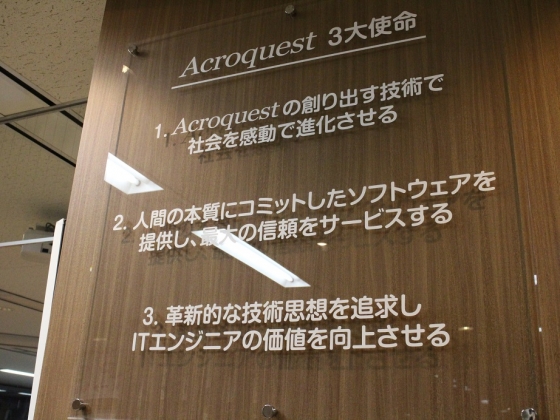 Acroquest 3大使命
1. Acroquestの創り出す技術で
社会を感動で進化させる
2. 人間の本質にコミットしたソフトウェアを
提供し、最大の信頼をサービスする
3. 革新的な技術思想を追求し
ITエンジニアの価値を向上させる